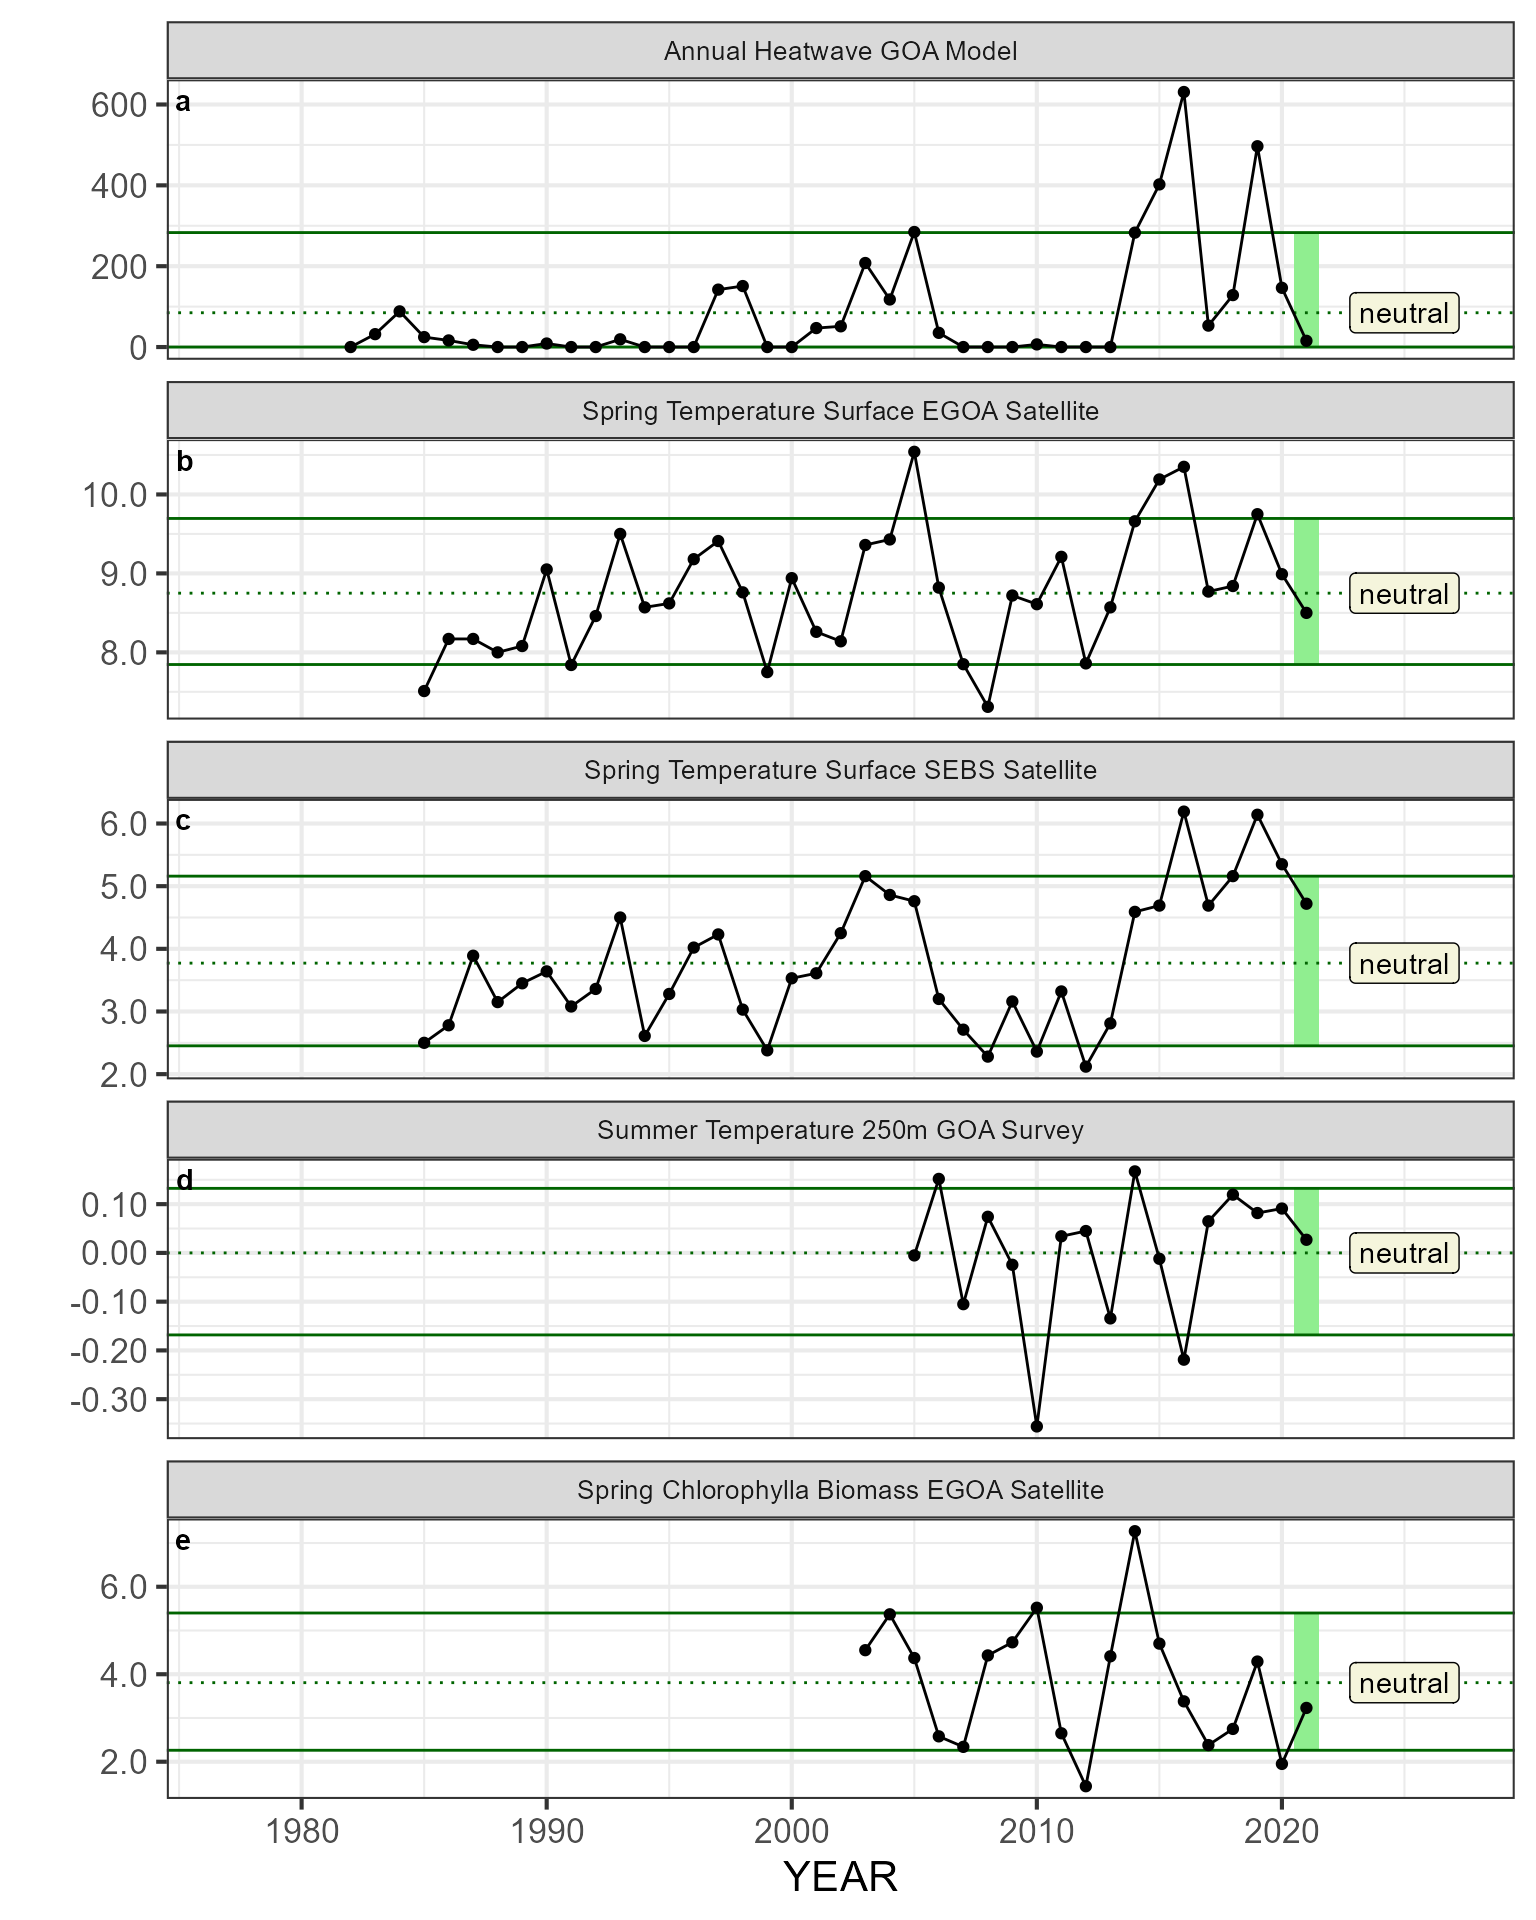 Annual Heatwave GOA Model
a
600
400
200
0
neutral
Spring Temperature Surface EGOA Satellite
b
10.0
9.0
8.0
neutral
Spring Temperature Surface SEBS Satellite
c
6.0
5.0
4.0
3.0
2.0
neutral
Summer Temperature 250m GOA Survey
d
0.10
0.00
-0.10
-0.20
-0.30
neutral
Spring Chlorophylla Biomass EGOA Satellite
e
6.0
4.0
2.0
neutral
1980 1990 2000 2010 2020
YEAR